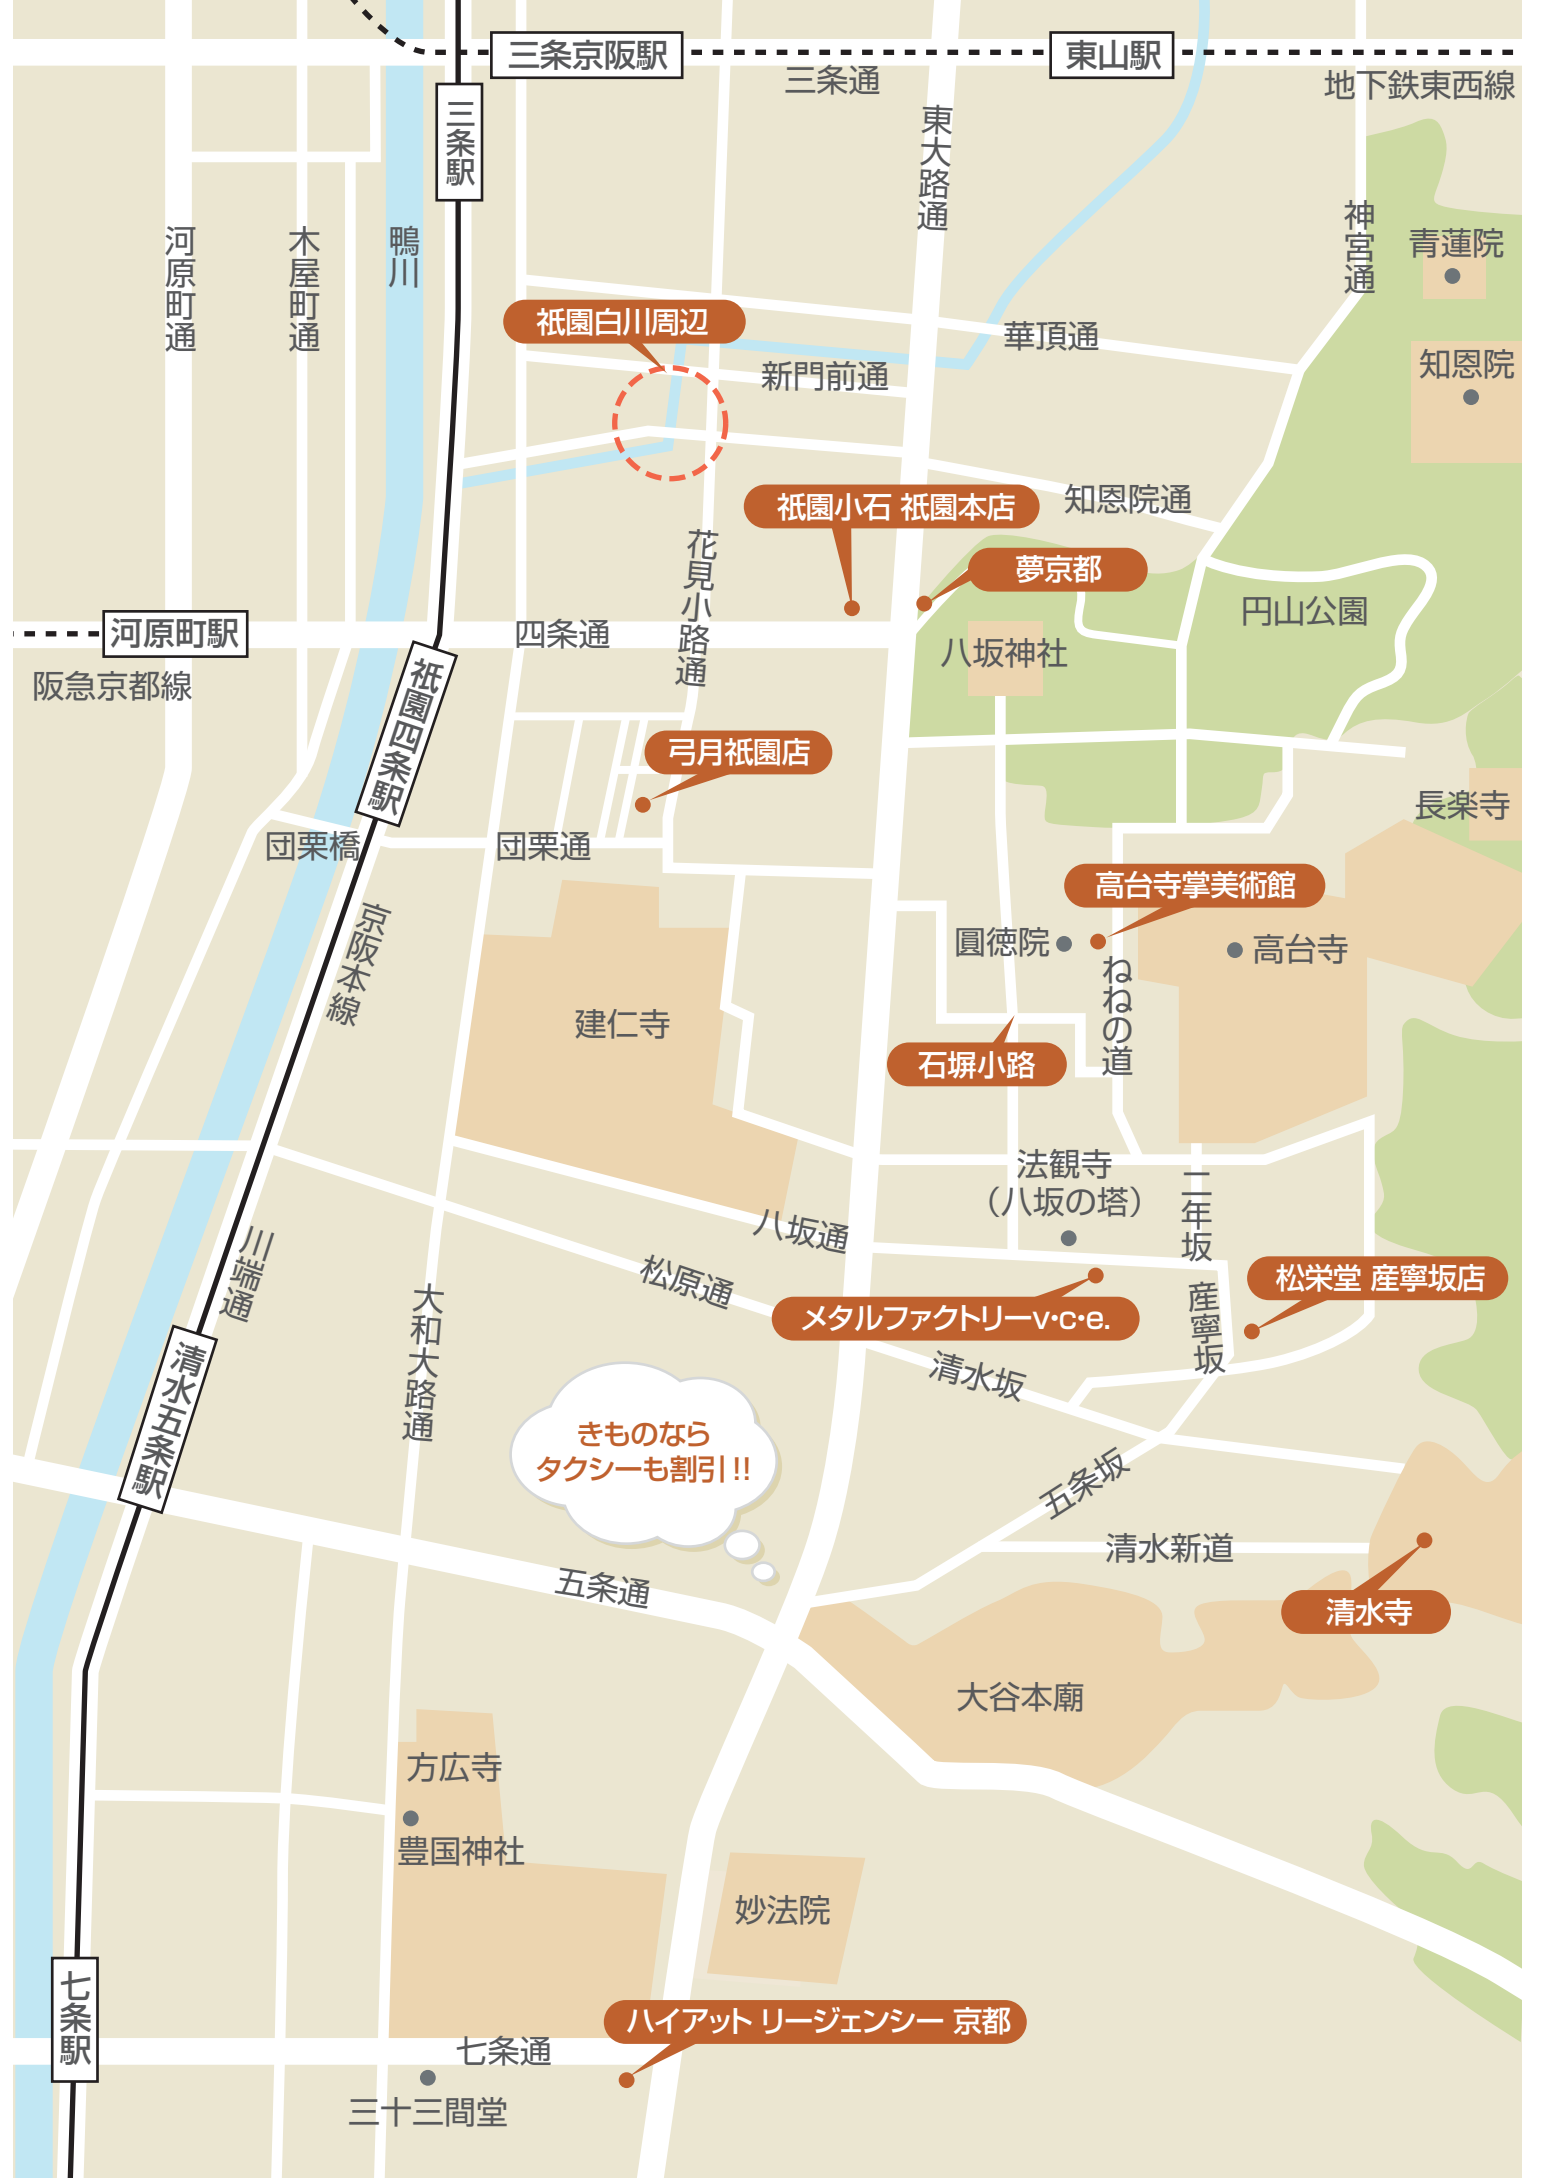 三条京阪駅
東山駅
三条通
地下鉄東西線
三条駅
東大路通
河原町通
木屋町通
鴨川
神宮通
青蓮院
祇園白川周辺
華頂通
新門前通
知恩院
祇園小石 祇園本店
知恩院通
花見小路通
夢京都
円山公園
河原町駅
四条通
八坂神社
阪急京都線
祇園四条駅
弓月祇園店
長楽寺
団栗橋
団栗通
高台寺掌美術館
京阪本線
圓徳院
高台寺
ねねの道
建仁寺
石塀小路
法観寺
（八坂の塔）
二年坂
八坂通
川端通
松原通
産寧坂
松栄堂 産寧坂店
大和大路通
メタルファクトリーv・c・e.
清水五条駅
清水坂
きものなら
タクシーも割引!!
五条坂
清水新道
五条通
清水寺
大谷本廟
方広寺
豊国神社
妙法院
七条駅
ハイアット リージェンシー 京都
七条通
三十三間堂